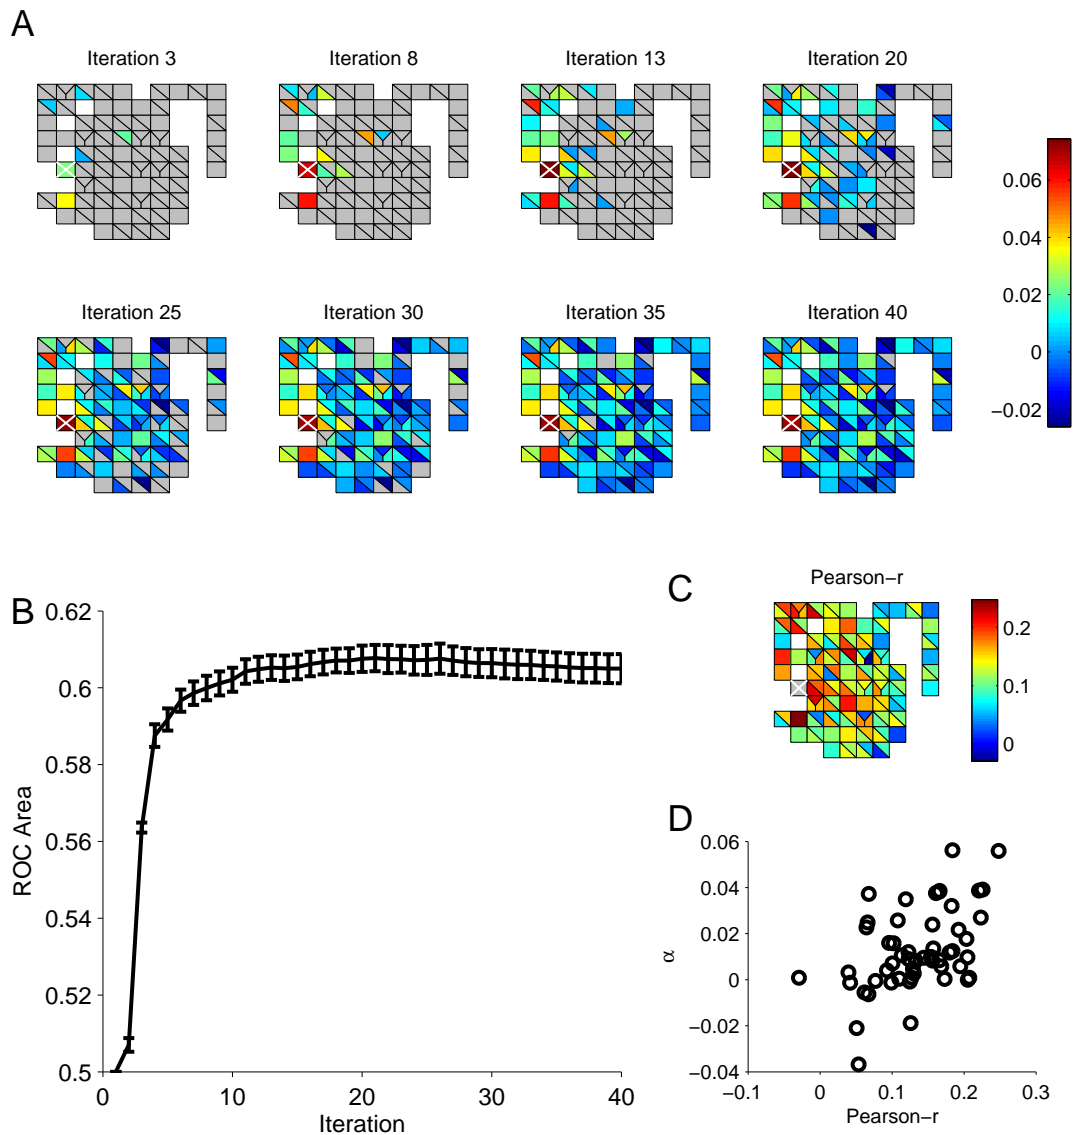 A
Iteration 3
Iteration 8
Iteration 13
Iteration 20
0.06
0.04
0.02
0
−0.02
Iteration 25
Iteration 30
Iteration 35
Iteration 40
B
0.62
0.6
0.58
0.56
0.54
0.52
0.5
ROC Area
0
10
20
30
40
Iteration
C
Pearson−r
0.2
0.1
0
D
0.06
0.04
0.02
0
−0.02
−0.04
α
−0.1
0
0.1
0.2
0.3
Pearson−r